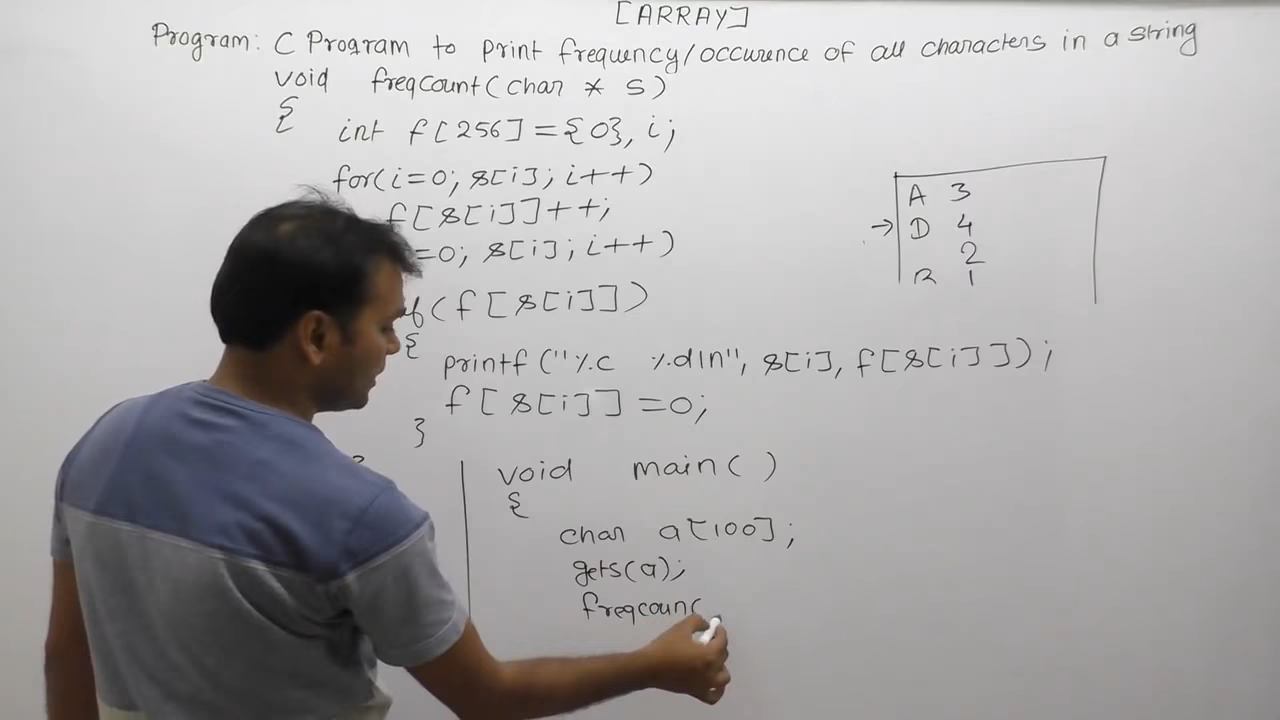 [ARRAY]
Program: C Program to print frequency/occurence of all characters in a string
void freqcount(char * s)
{
int f[256]={0}, i;
for(i=0; s[i]; i++)
f[s[i]]++;
=0; s[i]; i++)
if(f[s[i]])
{
printf("%c %d\n", s[i], f[s[i]]);
f[s[i]]=0;
}
void main( )
{
char a[100];
gets(a);
freqcoun
A 3
→ D 4
2
R 1